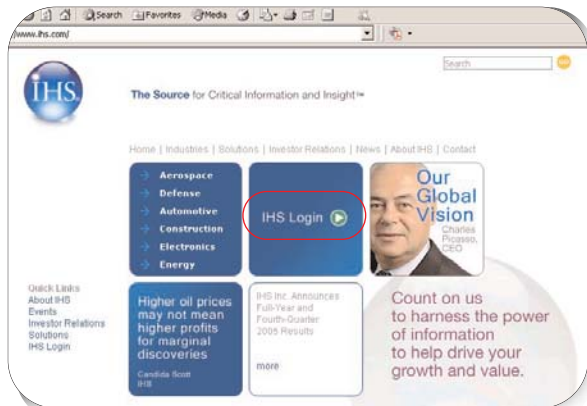 Search Favorites Media
/www.ihs.com/
Search
IHS
The Source for Critical Information and Insight™
Home | Industries | Solutions | Investor Relations | News | About IHS | Contact
Aerospace
Defense
Automotive
Construction
Electronics
Energy
IHS Login
Our
Global
Vision
Charles
Picasso,
CEO
Quick Links
About IHS
Events
Investor Relations
Solutions
IHS Login
Higher oil prices
may not mean
higher profits
for marginal
discoveries
Candida Scott
IHS
IHS Inc. Announces
Full-Year and
Fourth-Quarter
2005 Results
more
Count on us
to harness the power
of information
to help drive your
growth and value.